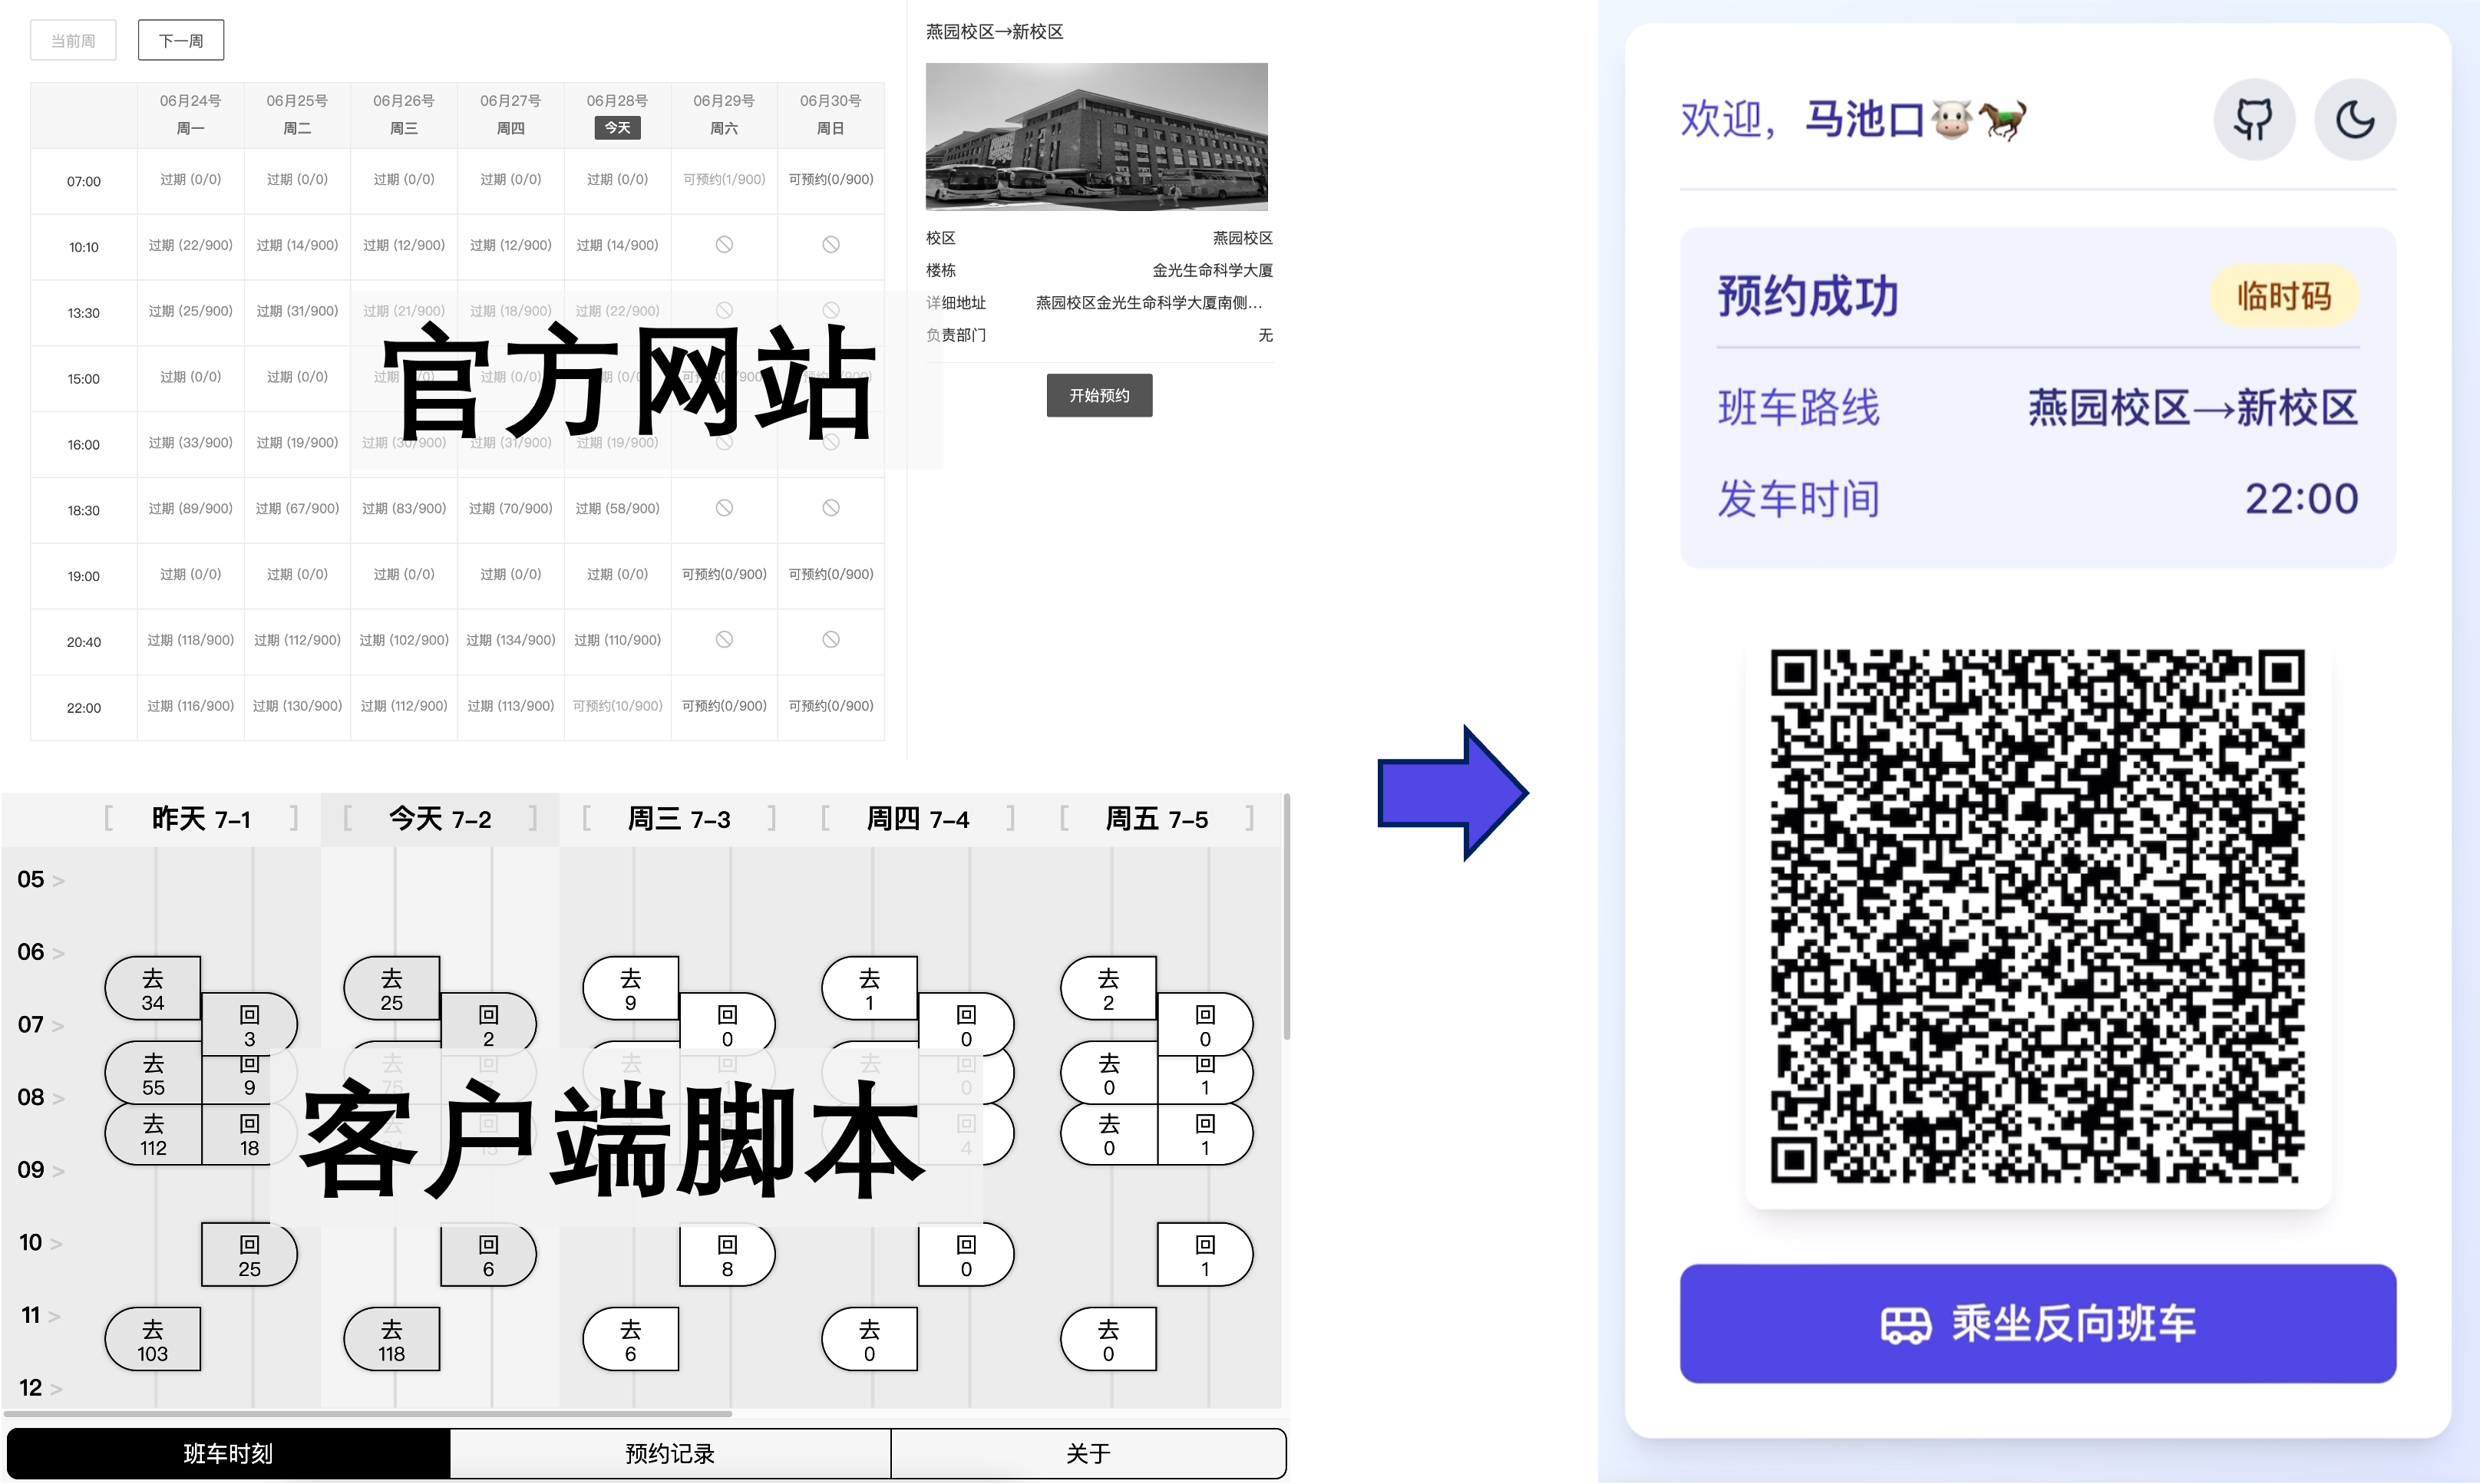 当前周 下一周
06月24号 06月25号 06月26号 06月27号 06月28号 06月29号 06月30号
周一 周二 周三 周四 今天 周六 周日
07:00 过期 (0/0) 过期 (0/0) 过期 (0/0) 过期 (0/0) 过期 (0/0) 可预约(1/900) 可预约(0/900)
10:10 过期 (22/900) 过期 (14/900) 过期 (12/900) 过期 (12/900) 过期 (14/900)
13:30 过期 (25/900) 过期 (31/900) 过期 (21/900) 过期 (18/900) 过期 (22/900)
15:00 过期 (0/0) 过期 (0/0)
16:00 过期 (33/900) 过期 (19/900) 过期 (30/900) 过期 (31/900) 过期 (19/900)
18:30 过期 (89/900) 过期 (67/900) 过期 (83/900) 过期 (70/900) 过期 (58/900)
19:00 过期 (0/0) 过期 (0/0) 过期 (0/0) 过期 (0/0) 过期 (0/0) 可预约(0/900) 可预约(0/900)
20:40 过期 (118/900) 过期 (112/900) 过期 (102/900) 过期 (134/900) 过期 (110/900)
22:00 过期 (116/900) 过期 (130/900) 过期 (112/900) 过期 (113/900) 可预约(10/900) 可预约(0/900) 可预约(0/900)
官方网站
燕园校区→新校区
校区 燕园校区
楼栋 金光生命科学大厦
详细地址 燕园校区金光生命科学大厦南侧...
负责部门 无
开始预约
[ 昨天 7-1 ] [ 今天 7-2 ] [ 周三 7-3 ] [ 周四 7-4 ] [ 周五 7-5 ]
05 >
06 >
去 去 去 去 去
34 25 9 1 2
07 >
回 回 回 回 回
3 2 0 0 0
去 回 去 回
55 9 0 1
08 >
去 回 去 回
112 18 0 1
09 >
客户端脚本
10 >
回 回 回 回 回
25 6 8 0 1
11 >
去 去 去 去 去
103 118 6 0 0
12 >
班车时刻 预约记录 关于
欢迎，马池口🐮🐎
预约成功 临时码
班车路线 燕园校区→新校区
发车时间 22:00
乘坐反向班车